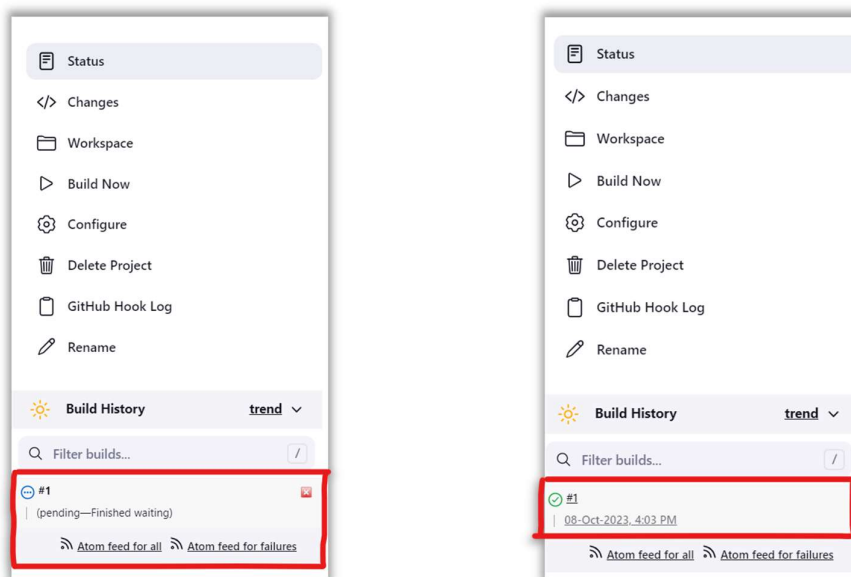 Status
</> Changes
Workspace
Build Now
Configure
Delete Project
GitHub Hook Log
Rename
Build History trend
Filter builds... /
#1
(pending—Finished waiting)
Atom feed for all Atom feed for failures
Status
</> Changes
Workspace
Build Now
Configure
Delete Project
GitHub Hook Log
Rename
Build History trend
Filter builds... /
#1
08-Oct-2023, 4:03 PM
Atom feed for all Atom feed for failures